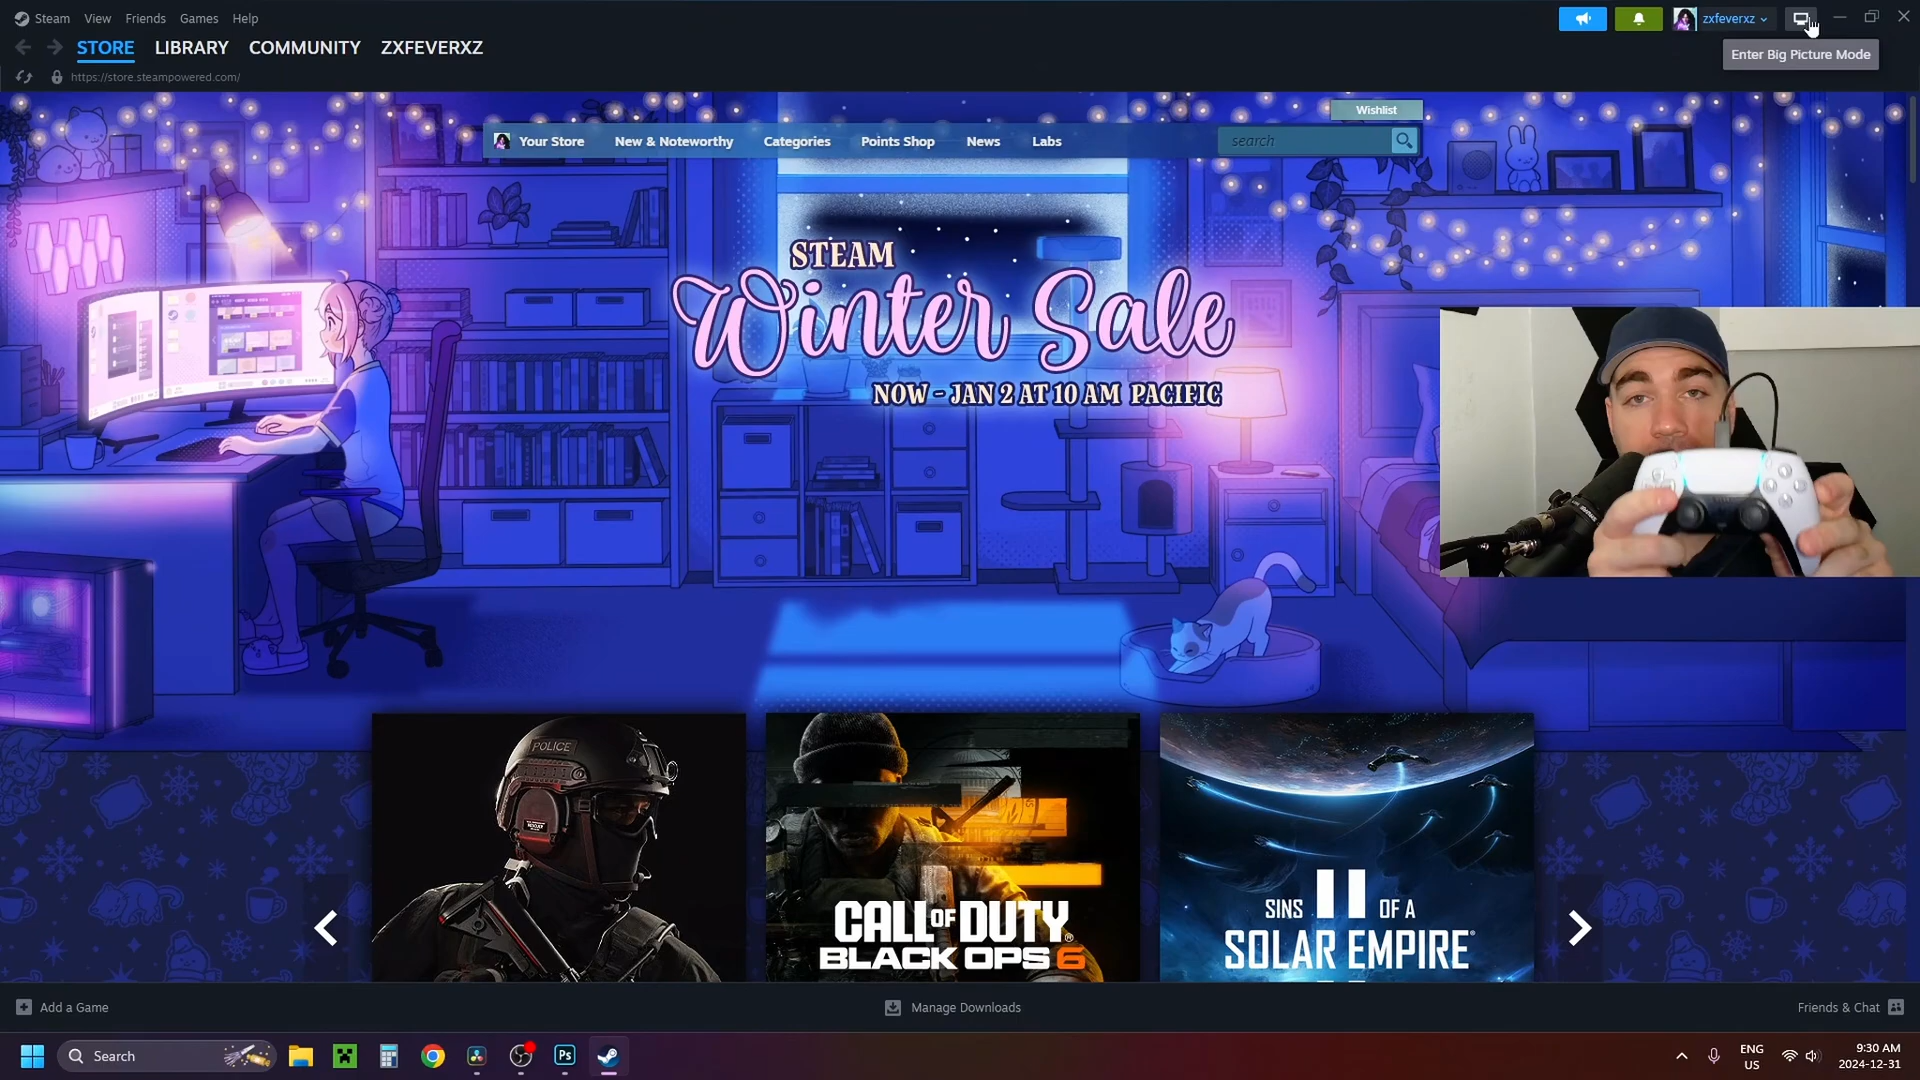 Steam View Friends Games Help
zxfeverxz
STORE LIBRARY COMMUNITY ZXFEVERXZ
Enter Big Picture Mode
https://store.steampowered.com/
Wishlist
Your Store New & Noteworthy Categories Points Shop News Labs
search
STEAM
Winter Sale
NOW - JAN 2 AT 10 AM PACIFIC
POLICE
CALL OF DUTY
BLACK OPS 6
SINS II OF A
SOLAR EMPIRE
Add a Game
Manage Downloads
Friends & Chat
Search
Ps
ENG
US
9:30 AM
2024-12-31